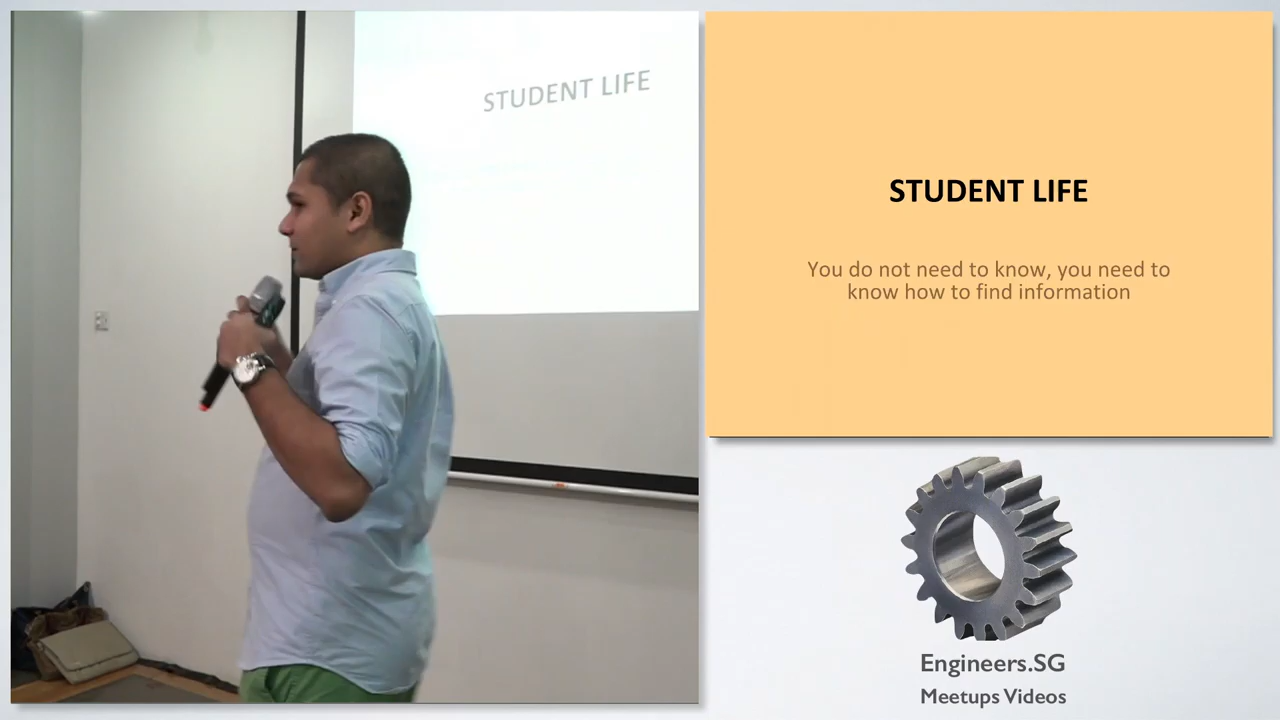 STUDENT LIFE
STUDENT LIFE
You do not need to know, you need to
know how to find information
Engineers.SG
Meetups Videos